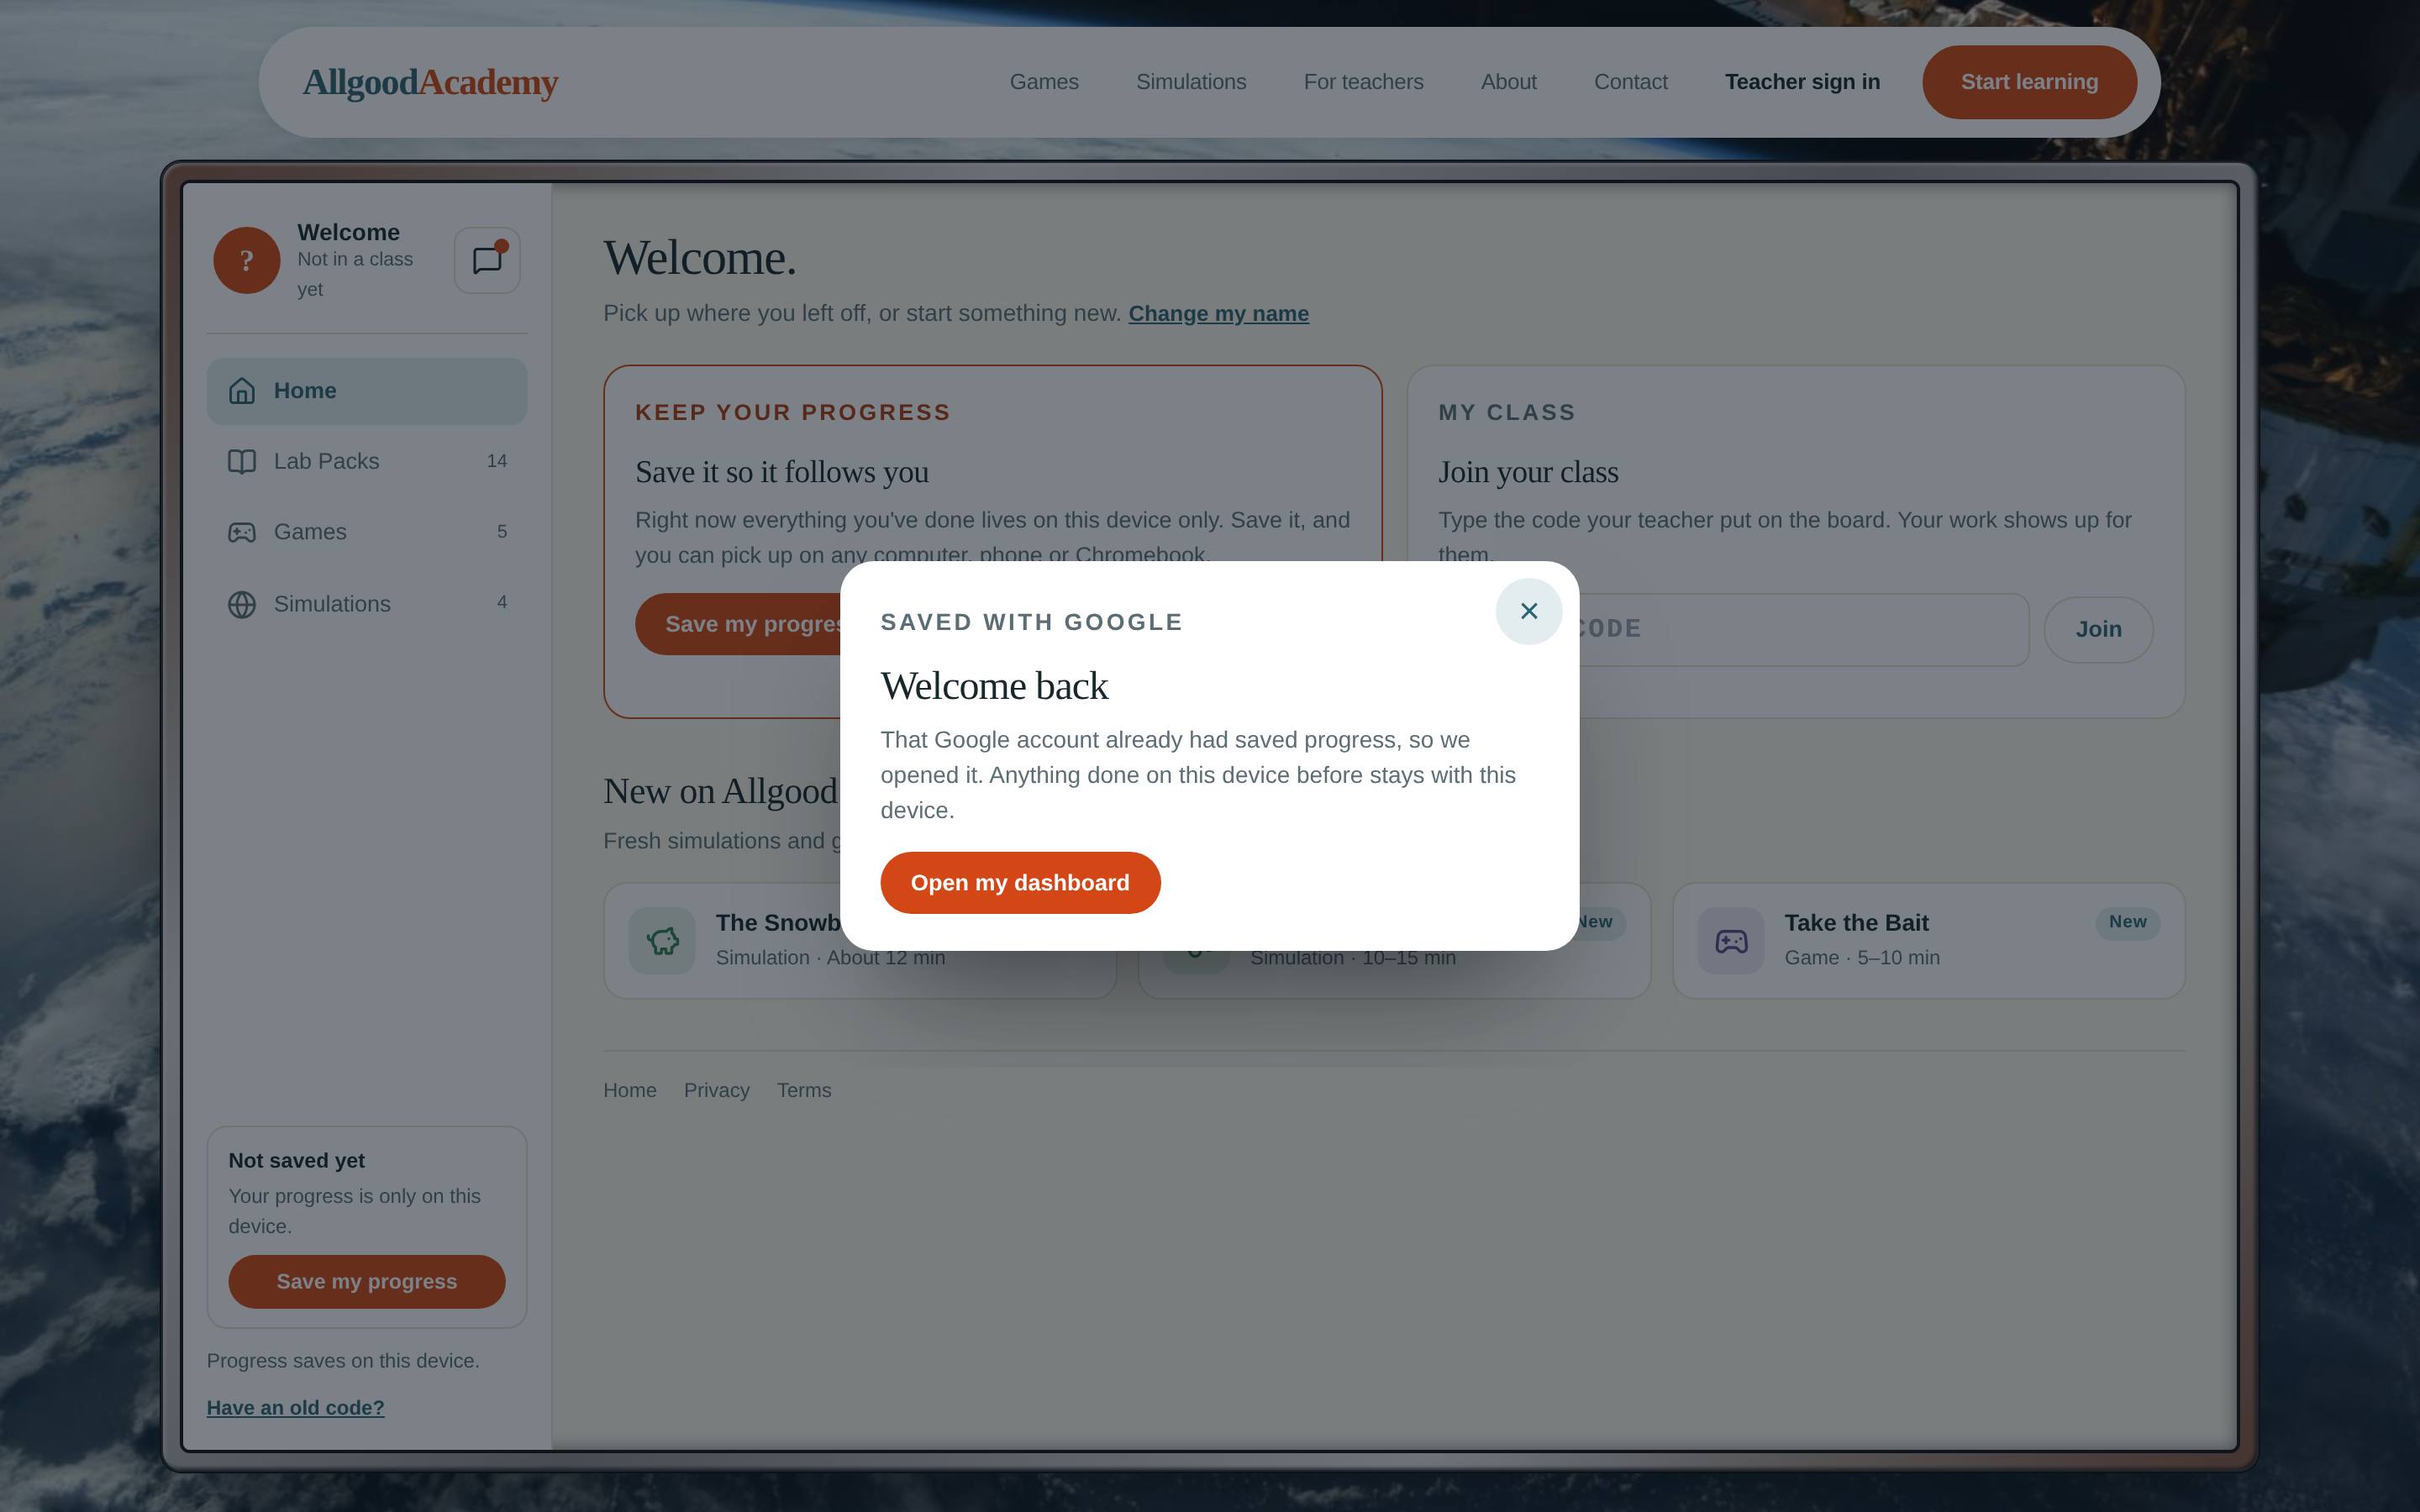 AllgoodAcademy
Games
Simulations
For teachers
About
Contact
Teacher sign in
Start learning
?
Welcome
Not in a class
yet
Home
Lab Packs
14
Games
5
Simulations
4
Not saved yet
Your progress is only on this
device.
Save my progress
Progress saves on this device.
Have an old code?
Welcome.
Pick up where you left off, or start something new. Change my name
KEEP YOUR PROGRESS
Save it so it follows you
Right now everything you've done lives on this device only. Save it, and
you can pick up on any computer, phone or Chromebook.
Save my
MY CLASS
Join your class
Type the code your teacher put on the board. Your work shows up for
them.
CODE
Join
SAVED WITH GOOGLE
Welcome back
That Google account already had saved progress, so we
opened it. Anything done on this device before stays with this
device.
Open my dashboard
New on Allgood
Fresh simulations and
The
Simulation · About 12 min
New
Simulation · 10–15 min
Take the Bait
New
Game · 5–10 min
Home
Privacy
Terms